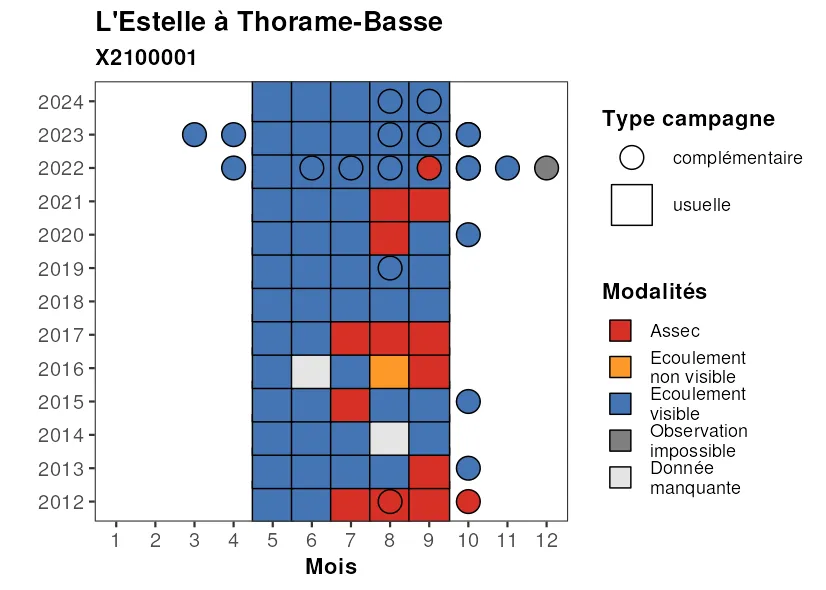 L'Estelle à Thorame-Basse
X2100001
2024
2023
2022
2021
2020
2019
2018
2017
2016
2015
2014
2013
2012
1 2 3 4 5 6 7 8 9 10 11 12
Mois
Type campagne
complémentaire
usuelle
Modalités
Assec
Ecoulement
non visible
Ecoulement
visible
Observation
impossible
Donnée
manquante